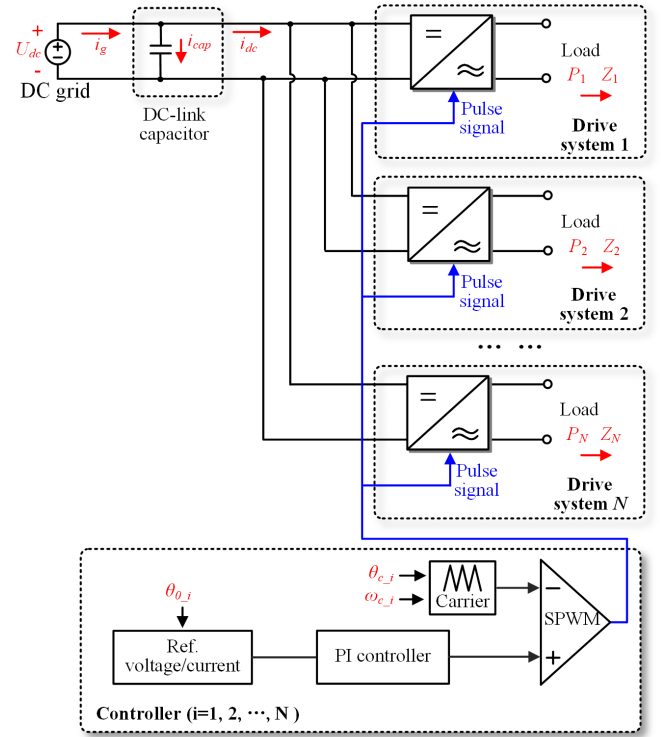 +
U_dc
-
DC grid
i_g
i_cap
i_dc
DC-link
capacitor
=
≈
Load
P_1 Z_1
Pulse
signal
Drive
system 1
=
≈
Load
P_2 Z_2
Pulse
signal
Drive
system 2
... ...
=
≈
Load
P_N Z_N
Pulse
signal
Drive
system N
θ_c_i
ω_c_i
Carrier
θ_0_i
Ref.
voltage/current
PI controller
−
SPWM
+
Controller (i=1, 2, ···, N )